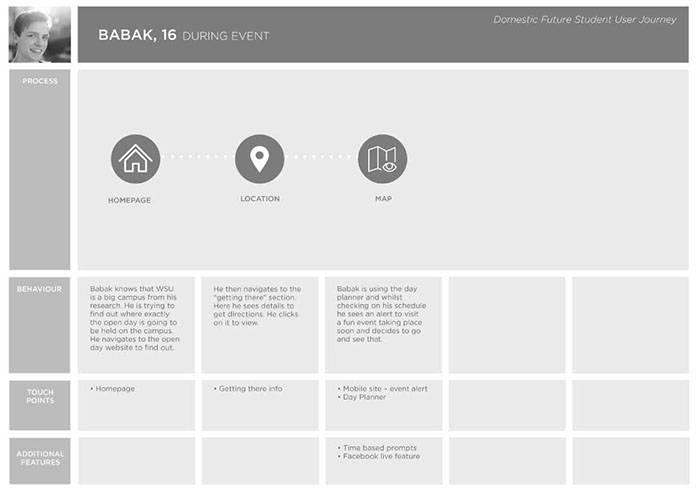 BABAK, 16 DURING EVENT
Domestic Future Student User Journey
PROCESS
HOMEPAGE
LOCATION
MAP
BEHAVIOUR
Babak knows that WSU
is a big campus from his
research. He is trying to
find out where exactly
the open day is going to
be held on the campus.
He navigates to the open
day website to find out.
He then navigates to the
"getting there" section.
Here he sees details to
get directions. He clicks
on it to view.
Babak is using the day
planner and whilst
checking on his schedule
he sees an alert to visit
a fun event taking place
soon and decides to go
and see that.
TOUCH
POINTS
• Homepage
• Getting there info
• Mobile site – event alert
• Day Planner
ADDITIONAL
FEATURES
• Time based prompts
• Facebook live feature